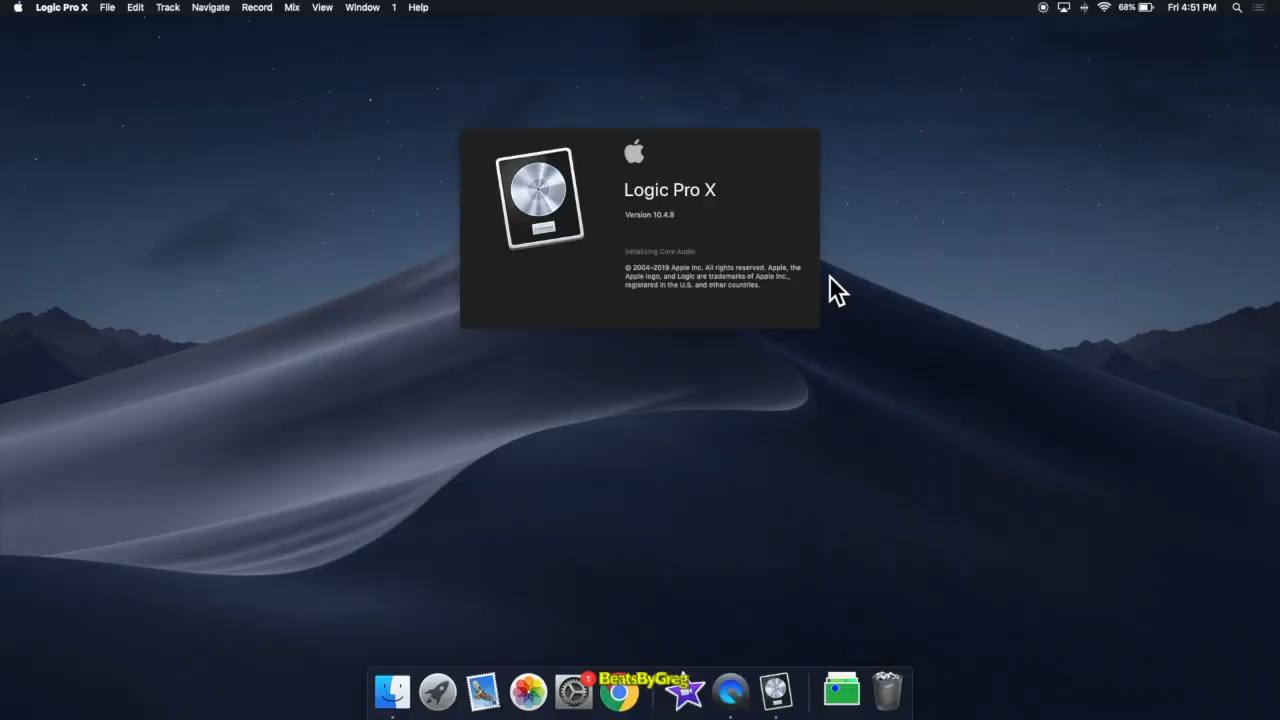 Logic Pro X File Edit Track Navigate Record Mix View Window 1 Help 68% Fri 4:51 PM
Logic Pro X
Version 10.4.8
Initializing Core Audio
© 2004-2019 Apple Inc. All rights reserved. Apple, the
Apple logo, and Logic are trademarks of Apple Inc.,
registered in the U.S. and other countries.
1
BeatsByGreg